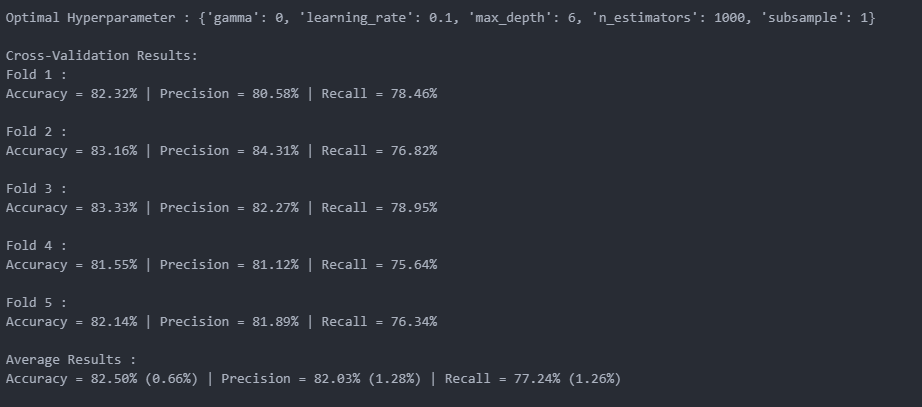 Optimal Hyperparameter : {'gamma': 0, 'learning_rate': 0.1, 'max_depth': 6, 'n_estimators': 1000, 'subsample': 1}
Cross-Validation Results:
Fold 1 :
Accuracy = 82.32% | Precision = 80.58% | Recall = 78.46%
Fold 2 :
Accuracy = 83.16% | Precision = 84.31% | Recall = 76.82%
Fold 3 :
Accuracy = 83.33% | Precision = 82.27% | Recall = 78.95%
Fold 4 :
Accuracy = 81.55% | Precision = 81.12% | Recall = 75.64%
Fold 5 :
Accuracy = 82.14% | Precision = 81.89% | Recall = 76.34%
Average Results :
Accuracy = 82.50% (0.66%) | Precision = 82.03% (1.28%) | Recall = 77.24% (1.26%)